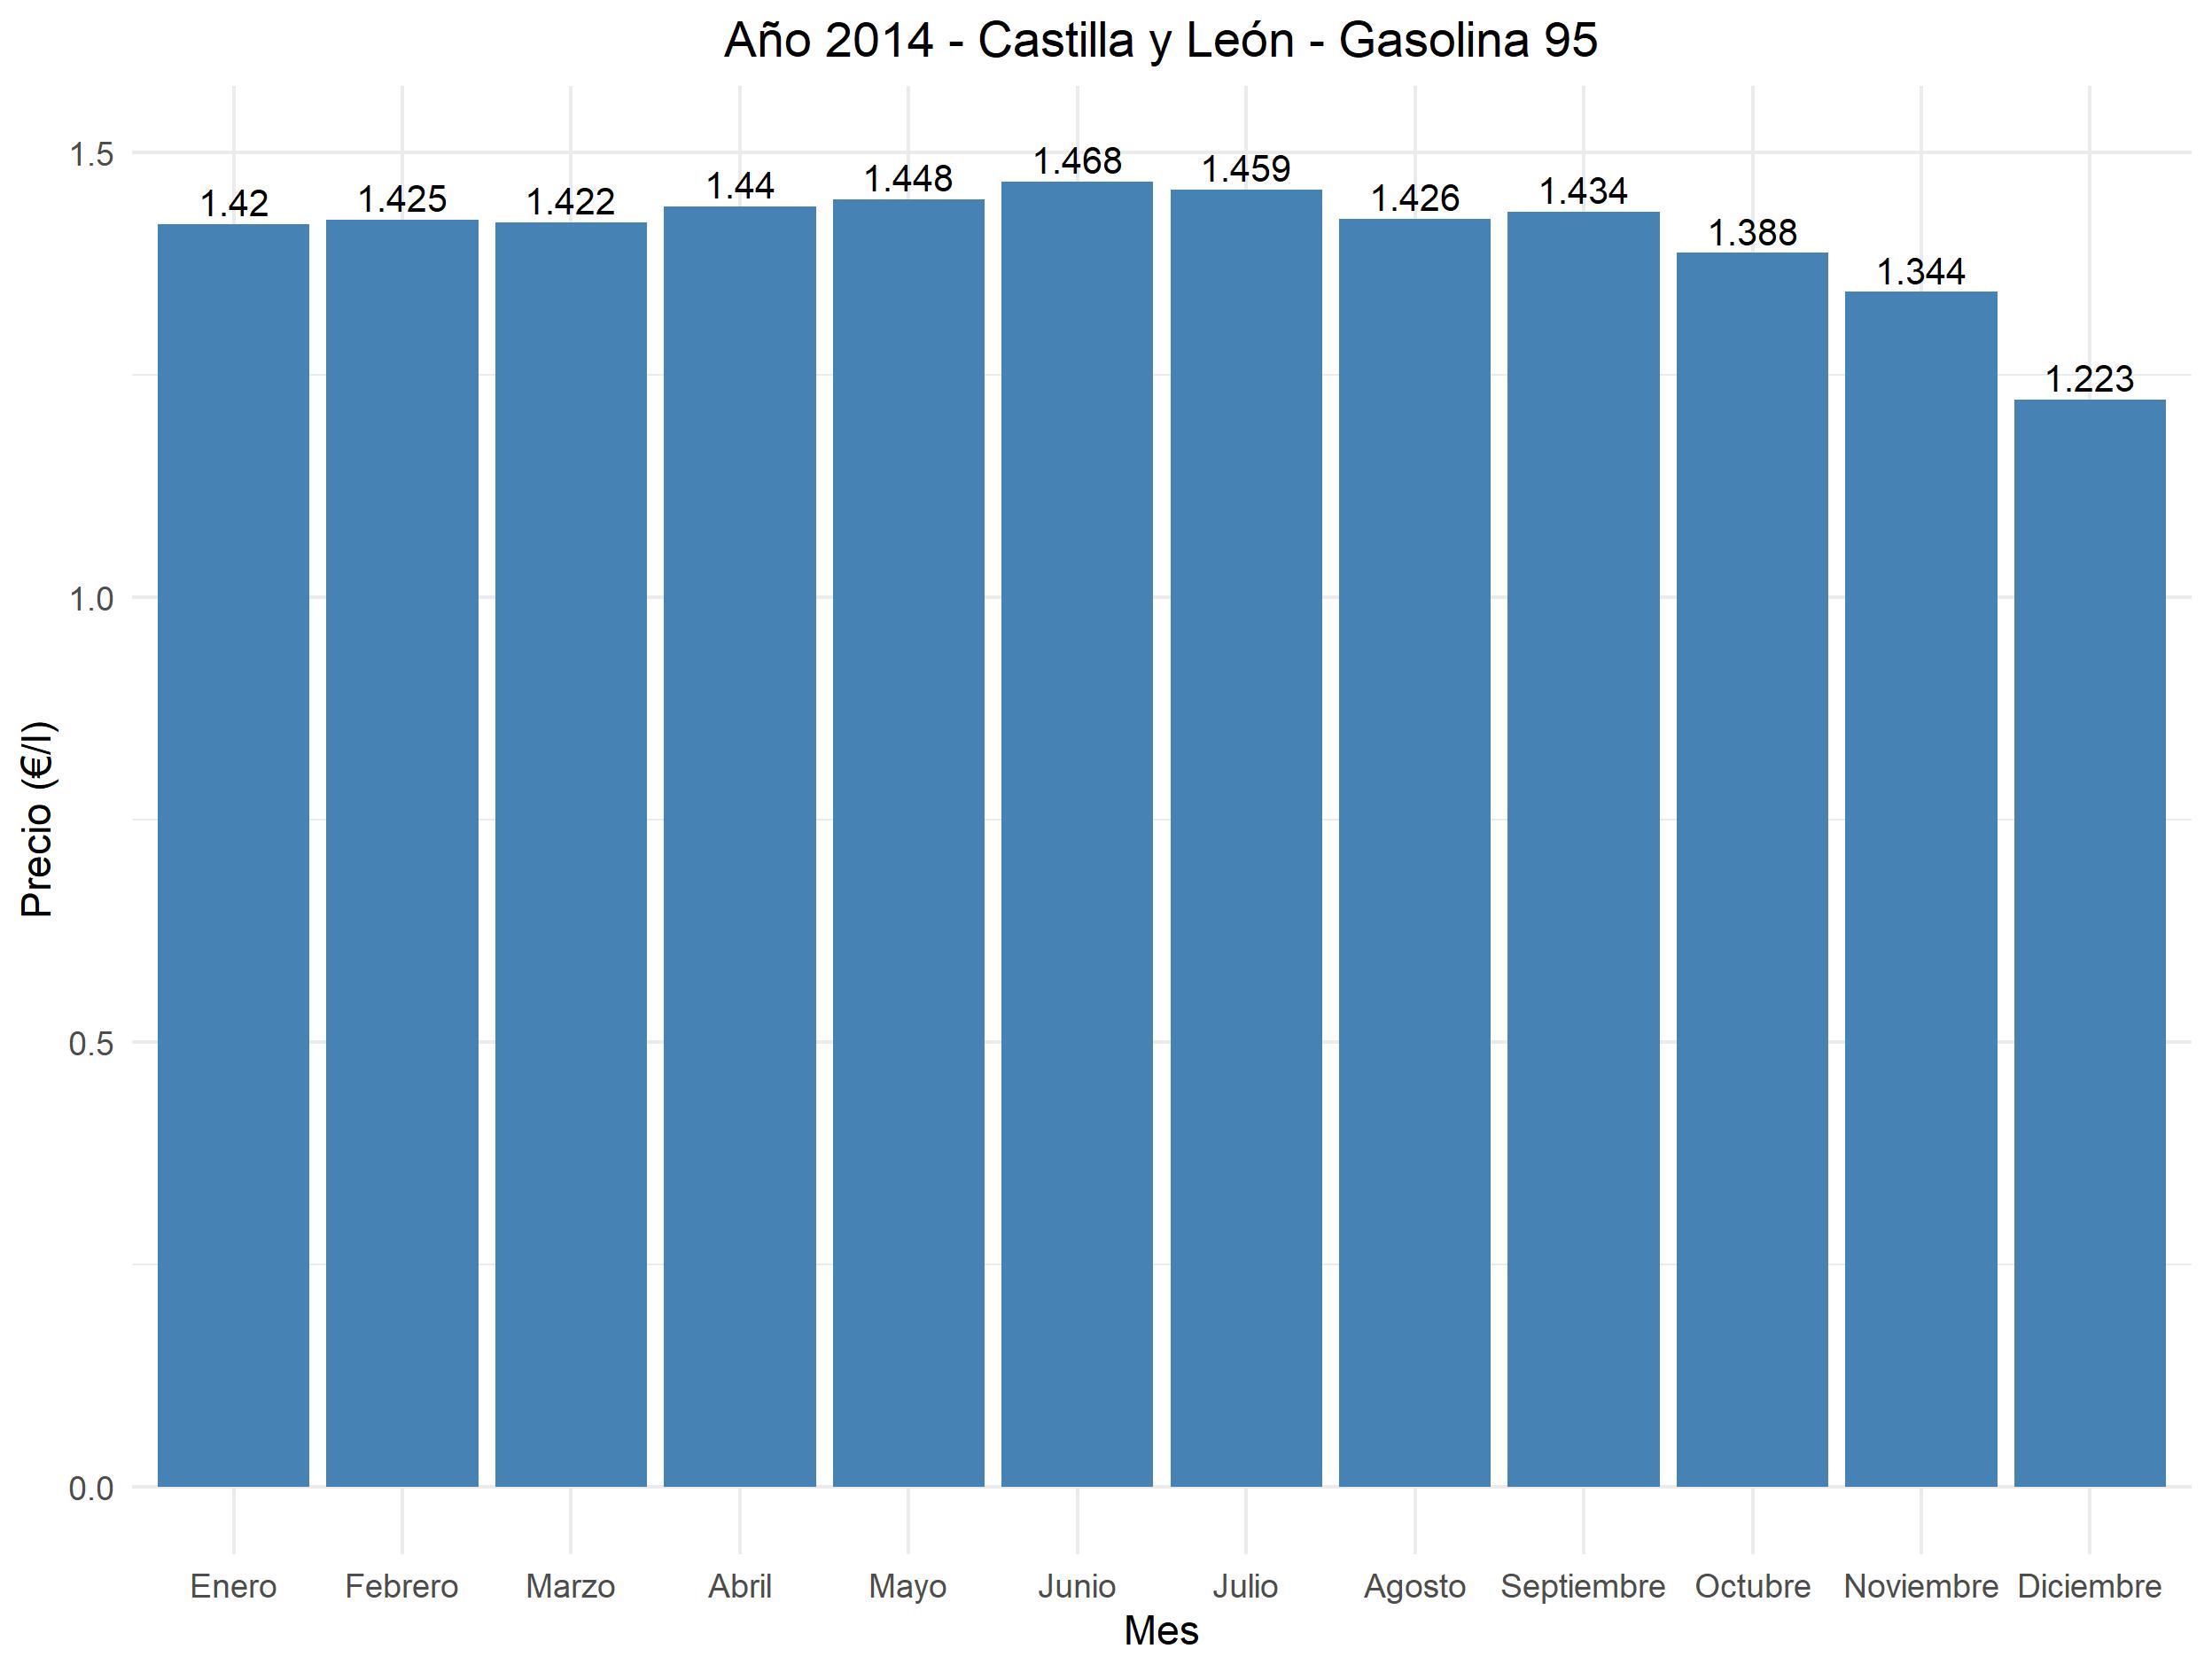 Año 2014 - Castilla y León - Gasolina 95
Precio (€/l)
1.5
1.0
0.5
0.0
1.42
1.425
1.422
1.44
1.448
1.468
1.459
1.426
1.434
1.388
1.344
1.223
Enero
Febrero
Marzo
Abril
Mayo
Junio
Julio
Agosto
Septiembre
Octubre
Noviembre
Diciembre
Mes